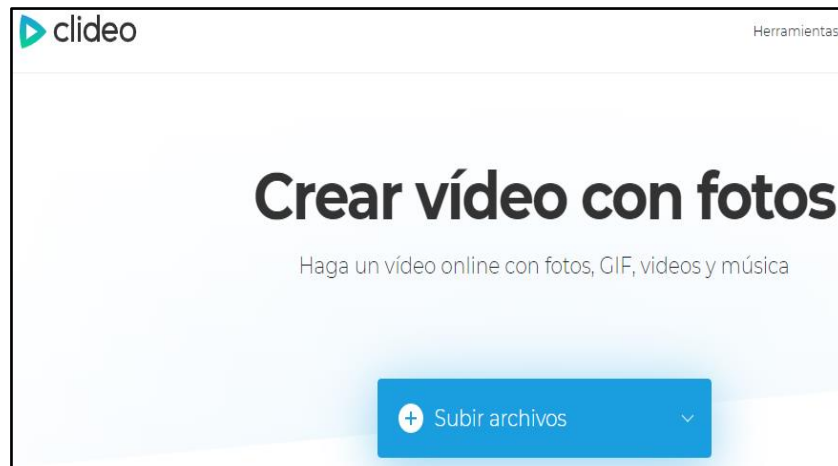 clideo
Herramientas
Crear vídeo con fotos
Haga un vídeo online con fotos, GIF, videos y música
Subir archivos